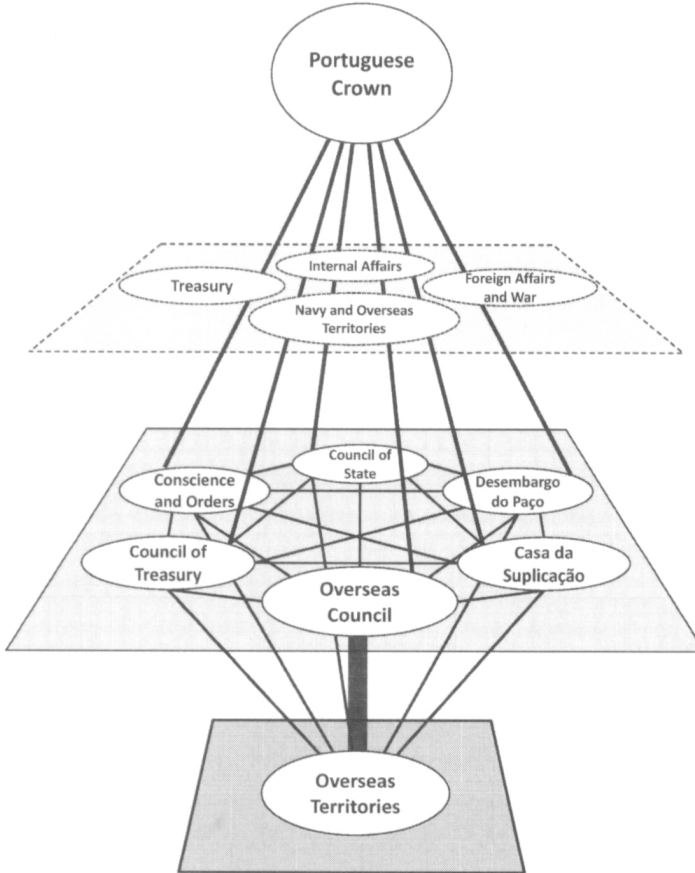 Portuguese
Crown
Internal Affairs
Treasury
Foreign Affairs
and War
Navy and Overseas
Territories
Council of
State
Conscience
and Orders
Desembargo
do Paço
Council of
Treasury
Casa da
Suplicação
Overseas
Council
Overseas
Territories